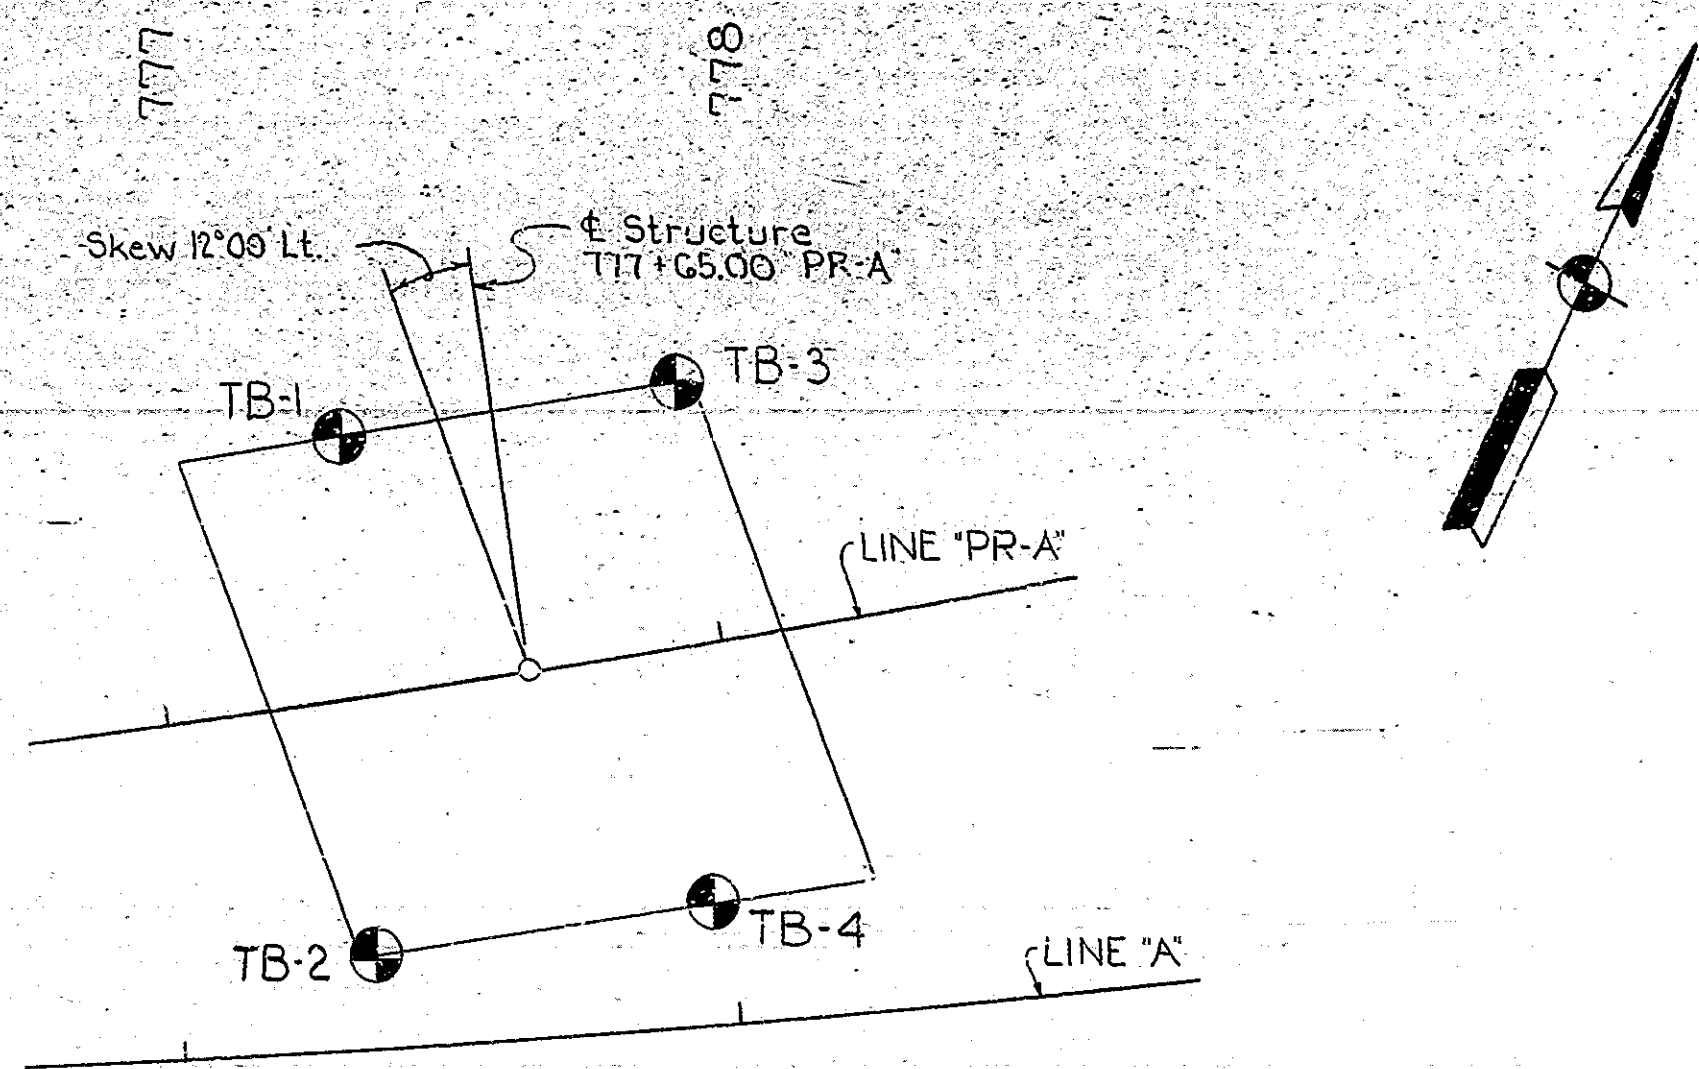 777
778
Skew 12°00' Lt.
℄ Structure
777+65.00 "PR-A"
TB-1
TB-3
LINE "PR-A"
TB-2
TB-4
LINE "A"